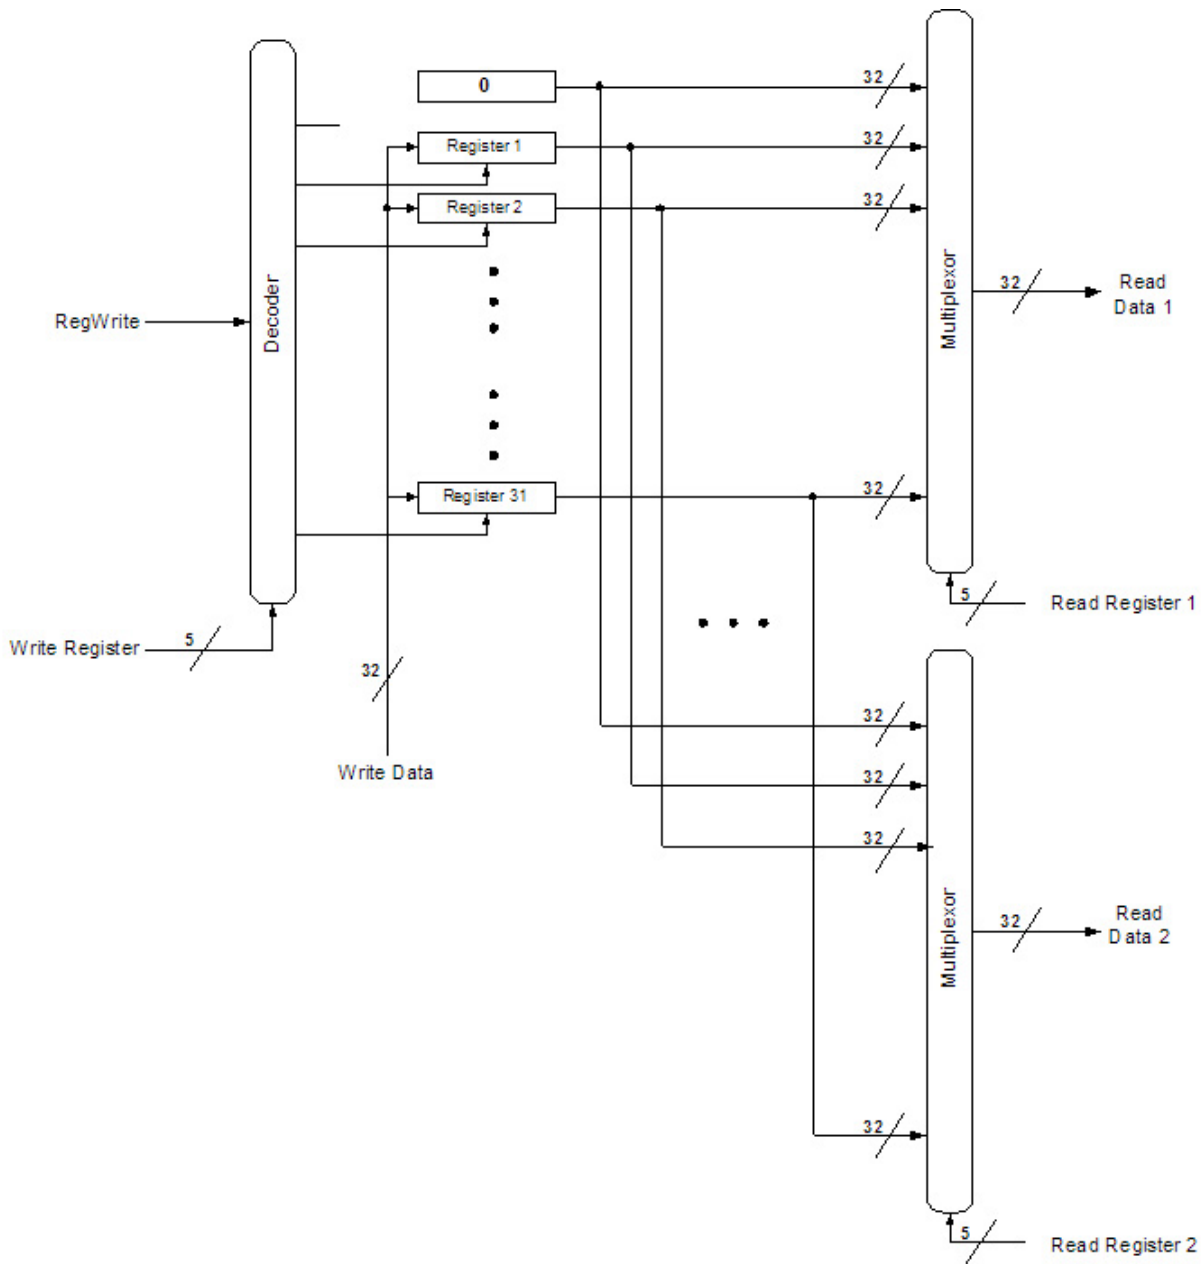 0
32
Register 1
32
Register 2
32
Decoder
RegWrite
Multiplexor
32
Read
Data 1
Register 31
32
5
Read Register 1
Write Register
5
32
Write Data
32
32
32
Multiplexor
32
Read
Data 2
32
5
Read Register 2